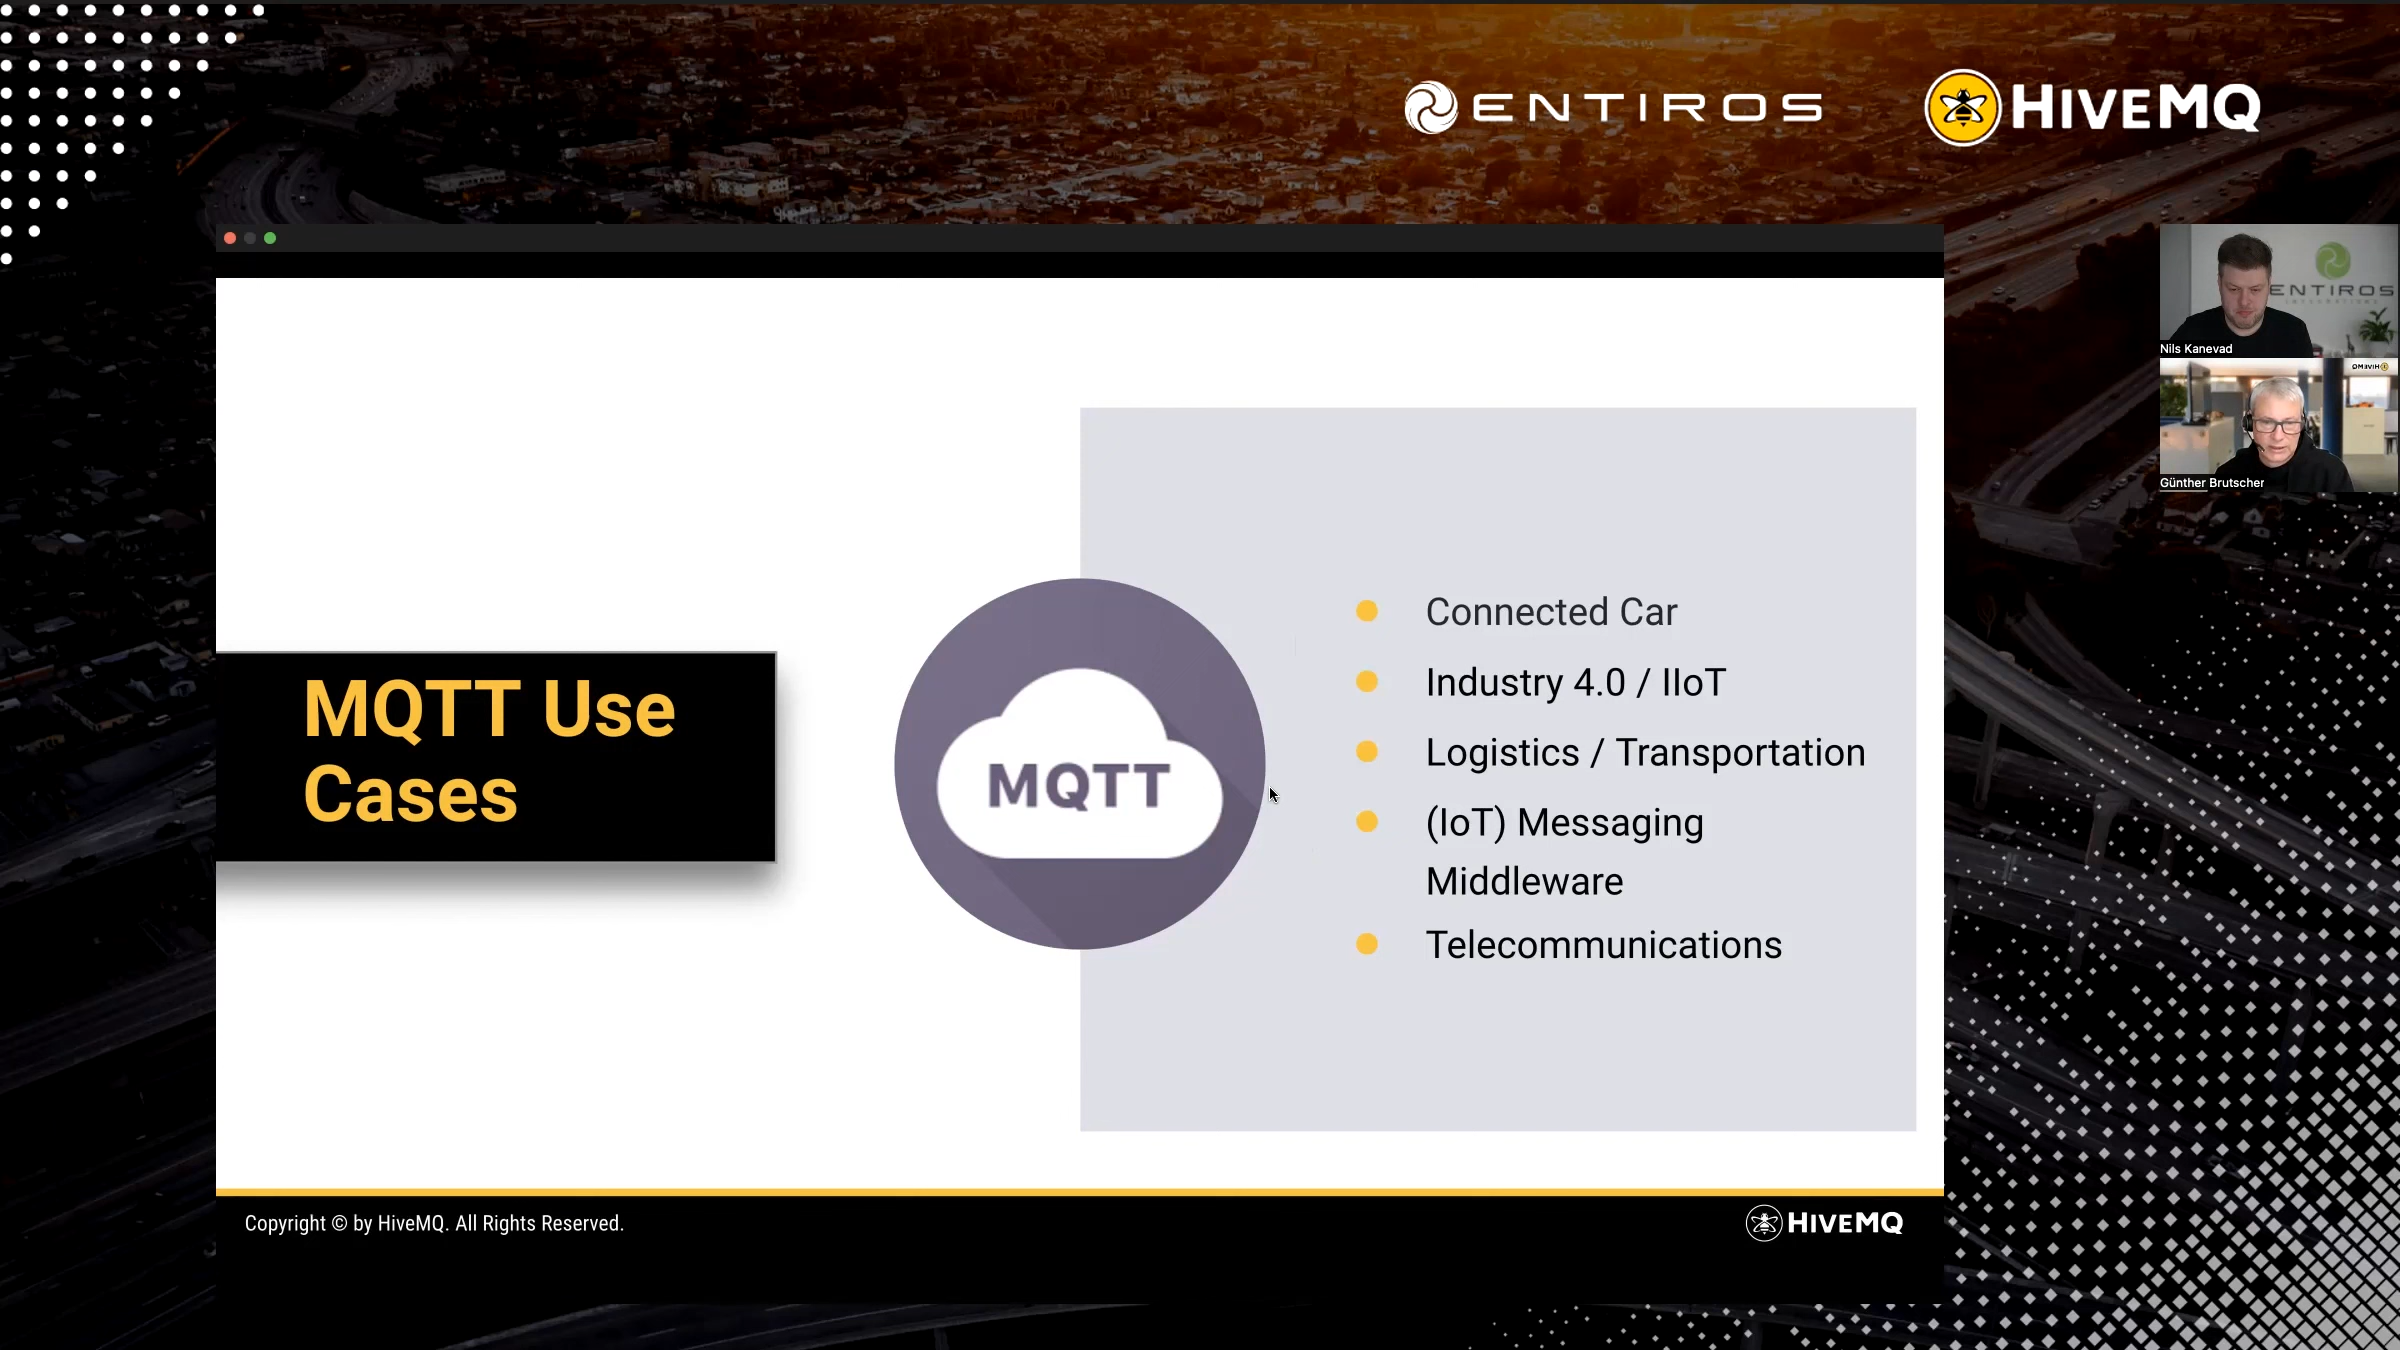 ENTIROS
HIVEMQ
ENTIROS
Nils Kanevad
HIVEMQ
Günther Brutscher
MQTT Use
Cases
MQTT
Connected Car
Industry 4.0 / IIoT
Logistics / Transportation
(IoT) Messaging
Middleware
Telecommunications
Copyright © by HiveMQ. All Rights Reserved.
HIVEMQ